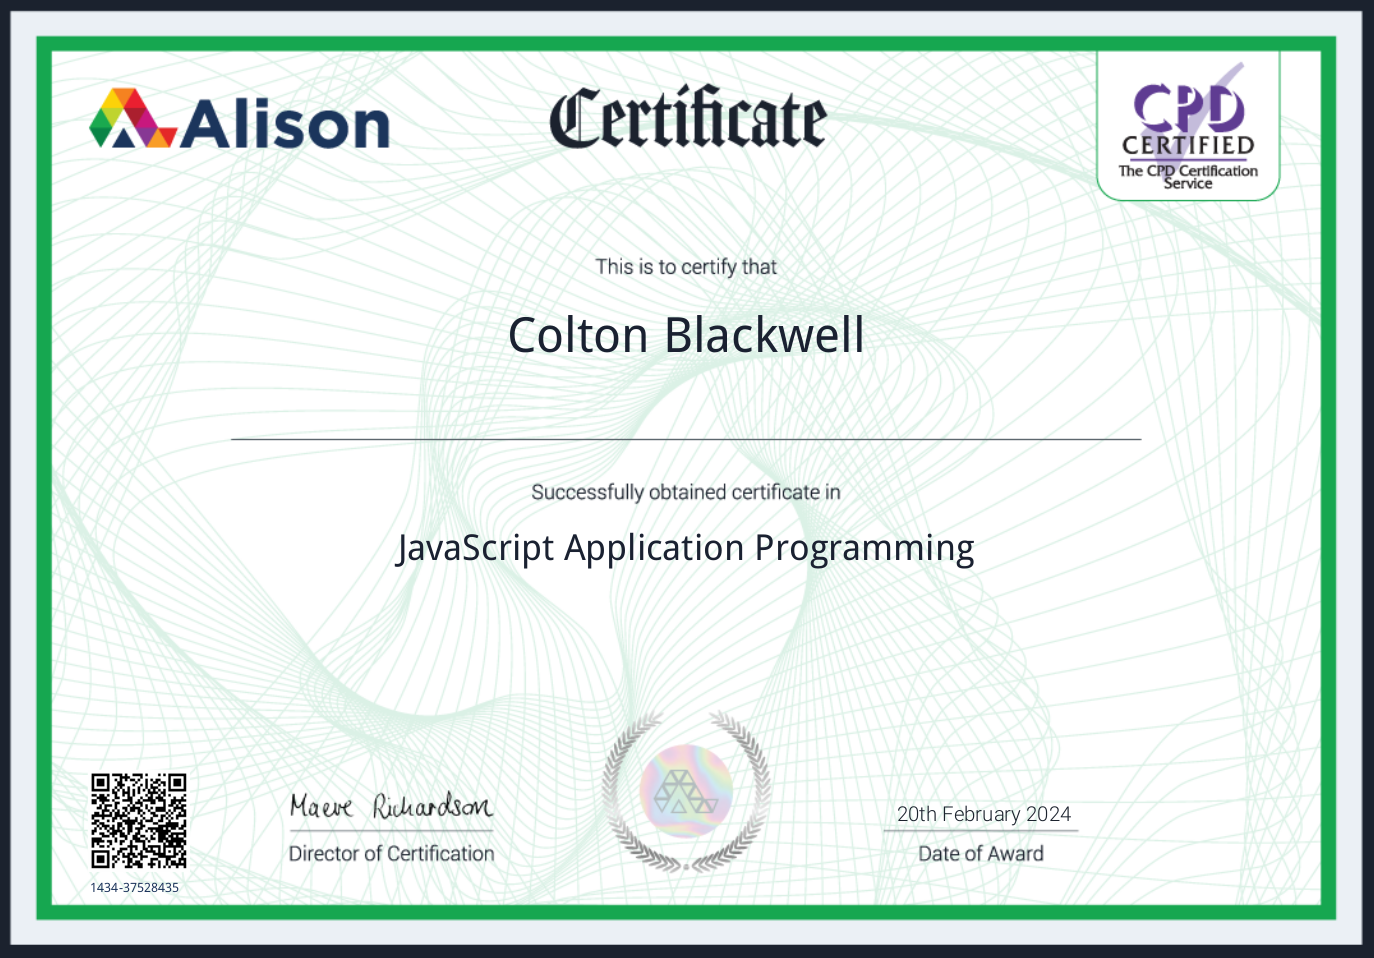 Alison
Certificate
CPD
CERTIFIED
The CPD Certification
Service
This is to certify that
Colton Blackwell
Successfully obtained certificate in
JavaScript Application Programming
Maeve Richardson
Director of Certification
20th February 2024
Date of Award
1434-37528435